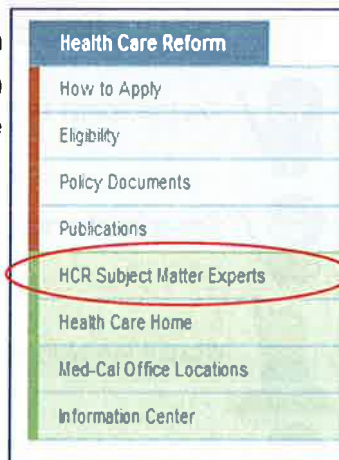 Health Care Reform
How to Apply
Eligibility
Policy Documents
Publications
HCR Subject Matter Experts
Health Care Home
Med-Cal Office Locations
Information Center